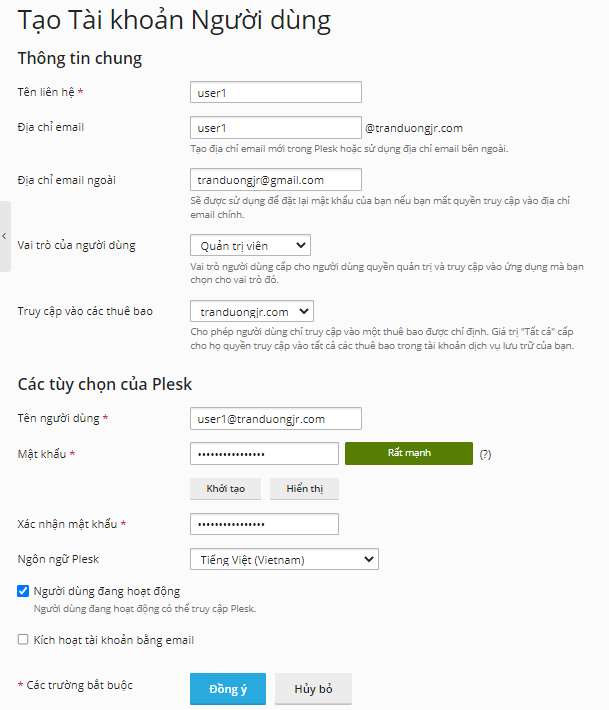 Tạo Tài khoản Người dùng
Thông tin chung
Tên liên hệ *
user1
Địa chỉ email
user1 @tranduongjr.com
Tạo địa chỉ email mới trong Plesk hoặc sử dụng địa chỉ email bên ngoài.
Địa chỉ email ngoài
tranduongjr@gmail.com
Sẽ được sử dụng để đặt lại mật khẩu của bạn nếu bạn mất quyền truy cập vào địa chỉ
email chính.
Vai trò của người dùng
Quản trị viên
Vai trò người dùng cấp cho người dùng quyền quản trị và truy cập vào ứng dụng mà bạn
chọn cho vai trò đó.
Truy cập vào các thuê bao
tranduongjr.com
Cho phép người dùng chỉ truy cập vào một thuê bao được chỉ định. Giá trị "Tất cả" cấp
cho họ quyền truy cập vào tất cả các thuê bao trong tài khoản dịch vụ lưu trữ của bạn.
Các tùy chọn của Plesk
Tên người dùng *
user1@tranduongjr.com
Mật khẩu *
•••••••••••••••• Rất mạnh (?)
Khởi tạo Hiển thị
Xác nhận mật khẩu *
••••••••••••••••
Ngôn ngữ Plesk
Tiếng Việt (Vietnam)
Người dùng đang hoạt động
Người dùng đang hoạt động có thể truy cập Plesk.
Kích hoạt tài khoản bằng email
* Các trường bắt buộc
Đồng ý Hủy bỏ